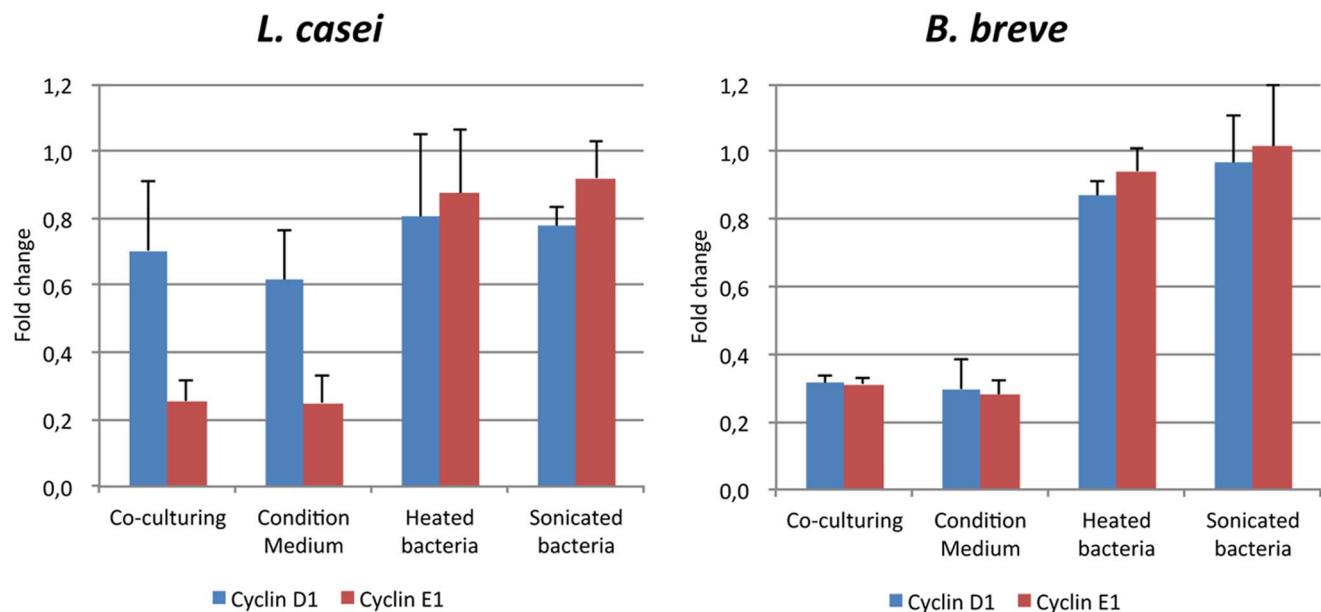 L. casei
1,2
1,0
0,8
0,6
0,4
0,2
0,0
Fold change
Co-culturing
Condition
Medium
Heated
bacteria
Sonicated
bacteria
Cyclin D1
Cyclin E1
B. breve
1,2
1,0
0,8
0,6
0,4
0,2
0,0
Fold change
Co-culturing
Condition
Medium
Heated
bacteria
Sonicated
bacteria
Cyclin D1
Cyclin E1